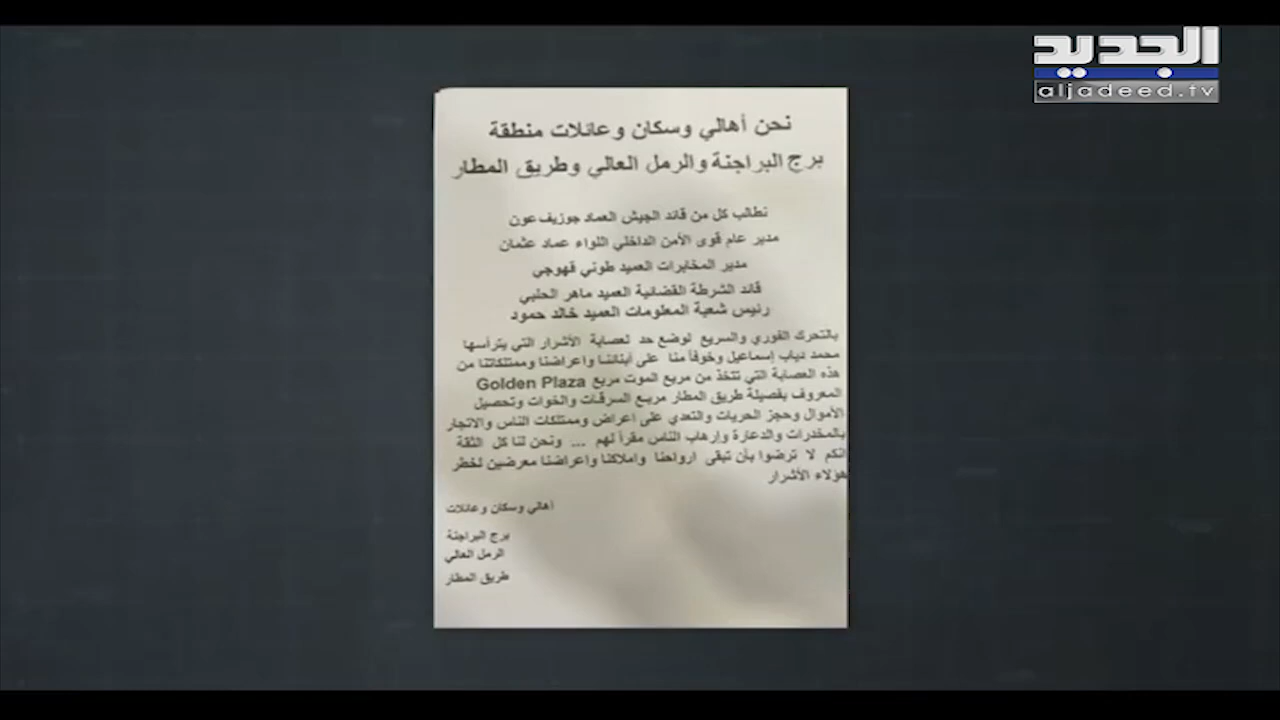 الجديد
aljadeed.tv
نحن أهالي وسكان وعائلات منطقة
برج البراجنة والرمل العالي وطريق المطار
نطالب كل من قائد الجيش العماد جوزيف عون
مدير عام قوى الأمن الداخلي اللواء عماد عثمان
مدير المخابرات العميد طوني قهوجي
قائد الشرطة القضائية العميد ماهر الحلبي
رئيس شعبة المعلومات العميد خالد حمود
بالتحرك الفوري والسريع لوضع حد لعصابة الأشرار التي يترأسها
محمد دياب إسماعيل وخوفاً منا على أبنائنا واعراضنا وممتلكاتنا من
هذه العصابة التي تتخذ من مربع الموت مربع Golden Plaza
المعروف بفصيلة طريق المطار مربع السرقات والخوات وتحصيل
الأموال وحجز الحريات والتعدي على اعراض وممتلكات الناس والاتجار
بالمخدرات والدعارة وإرهاب الناس مقراً لهم ... ونحن لنا كل الثقة
انكم لا ترضوا بأن تبقى ارواحنا واملاكنا واعراضنا معرضين لخطر
هؤلاء الأشرار
أهالي وسكان وعائلات
برج البراجنة
الرمل العالي
طريق المطار